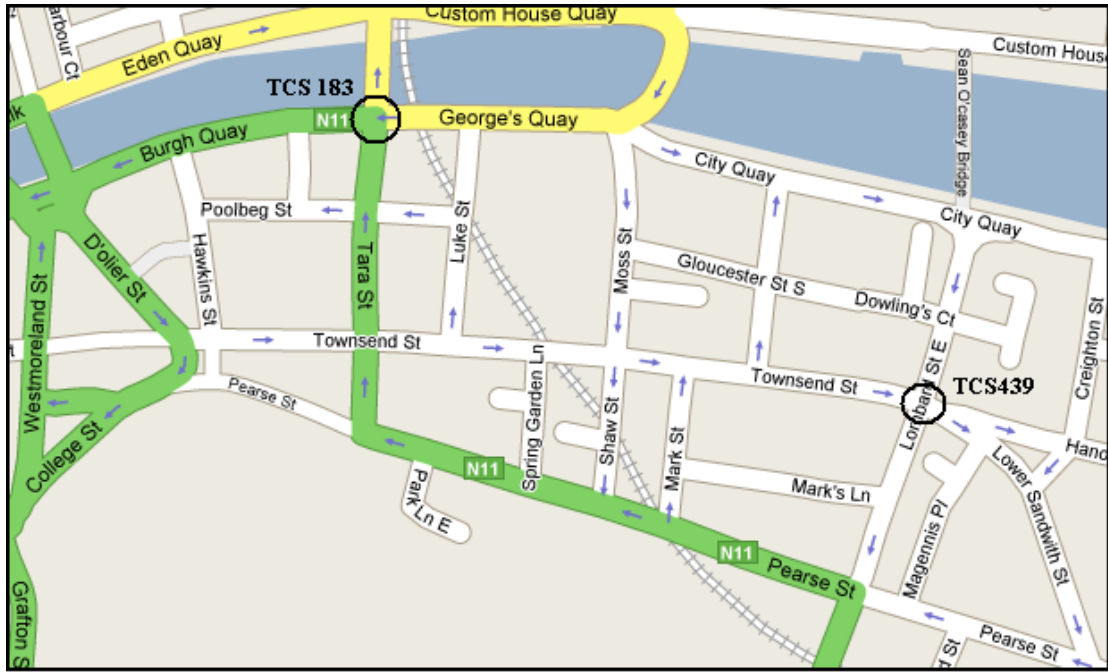 arbour Ct
Eden Quay
Custom House Quay
Custom House
TCS 183
N11
George's Quay
lk
Burgh Quay
Sean O'casey Bridge
City Quay
City Quay
Poolbeg St
Luke St
Moss St
Hawkins St
D'olier St
Tara St
Gloucester St S
Dowling's Ct
Westmoreland St
Townsend St
Creighton St
Townsend St
Lombard St E
TCS439
Pearse St
Spring Garden Ln
Shaw St
Mark St
College St
Hand
N11
Lower Sandwith St
Mark's Ln
Park Ln E
Magennis Pl
N11
Pearse St
Grafton S
Pearse St
d St